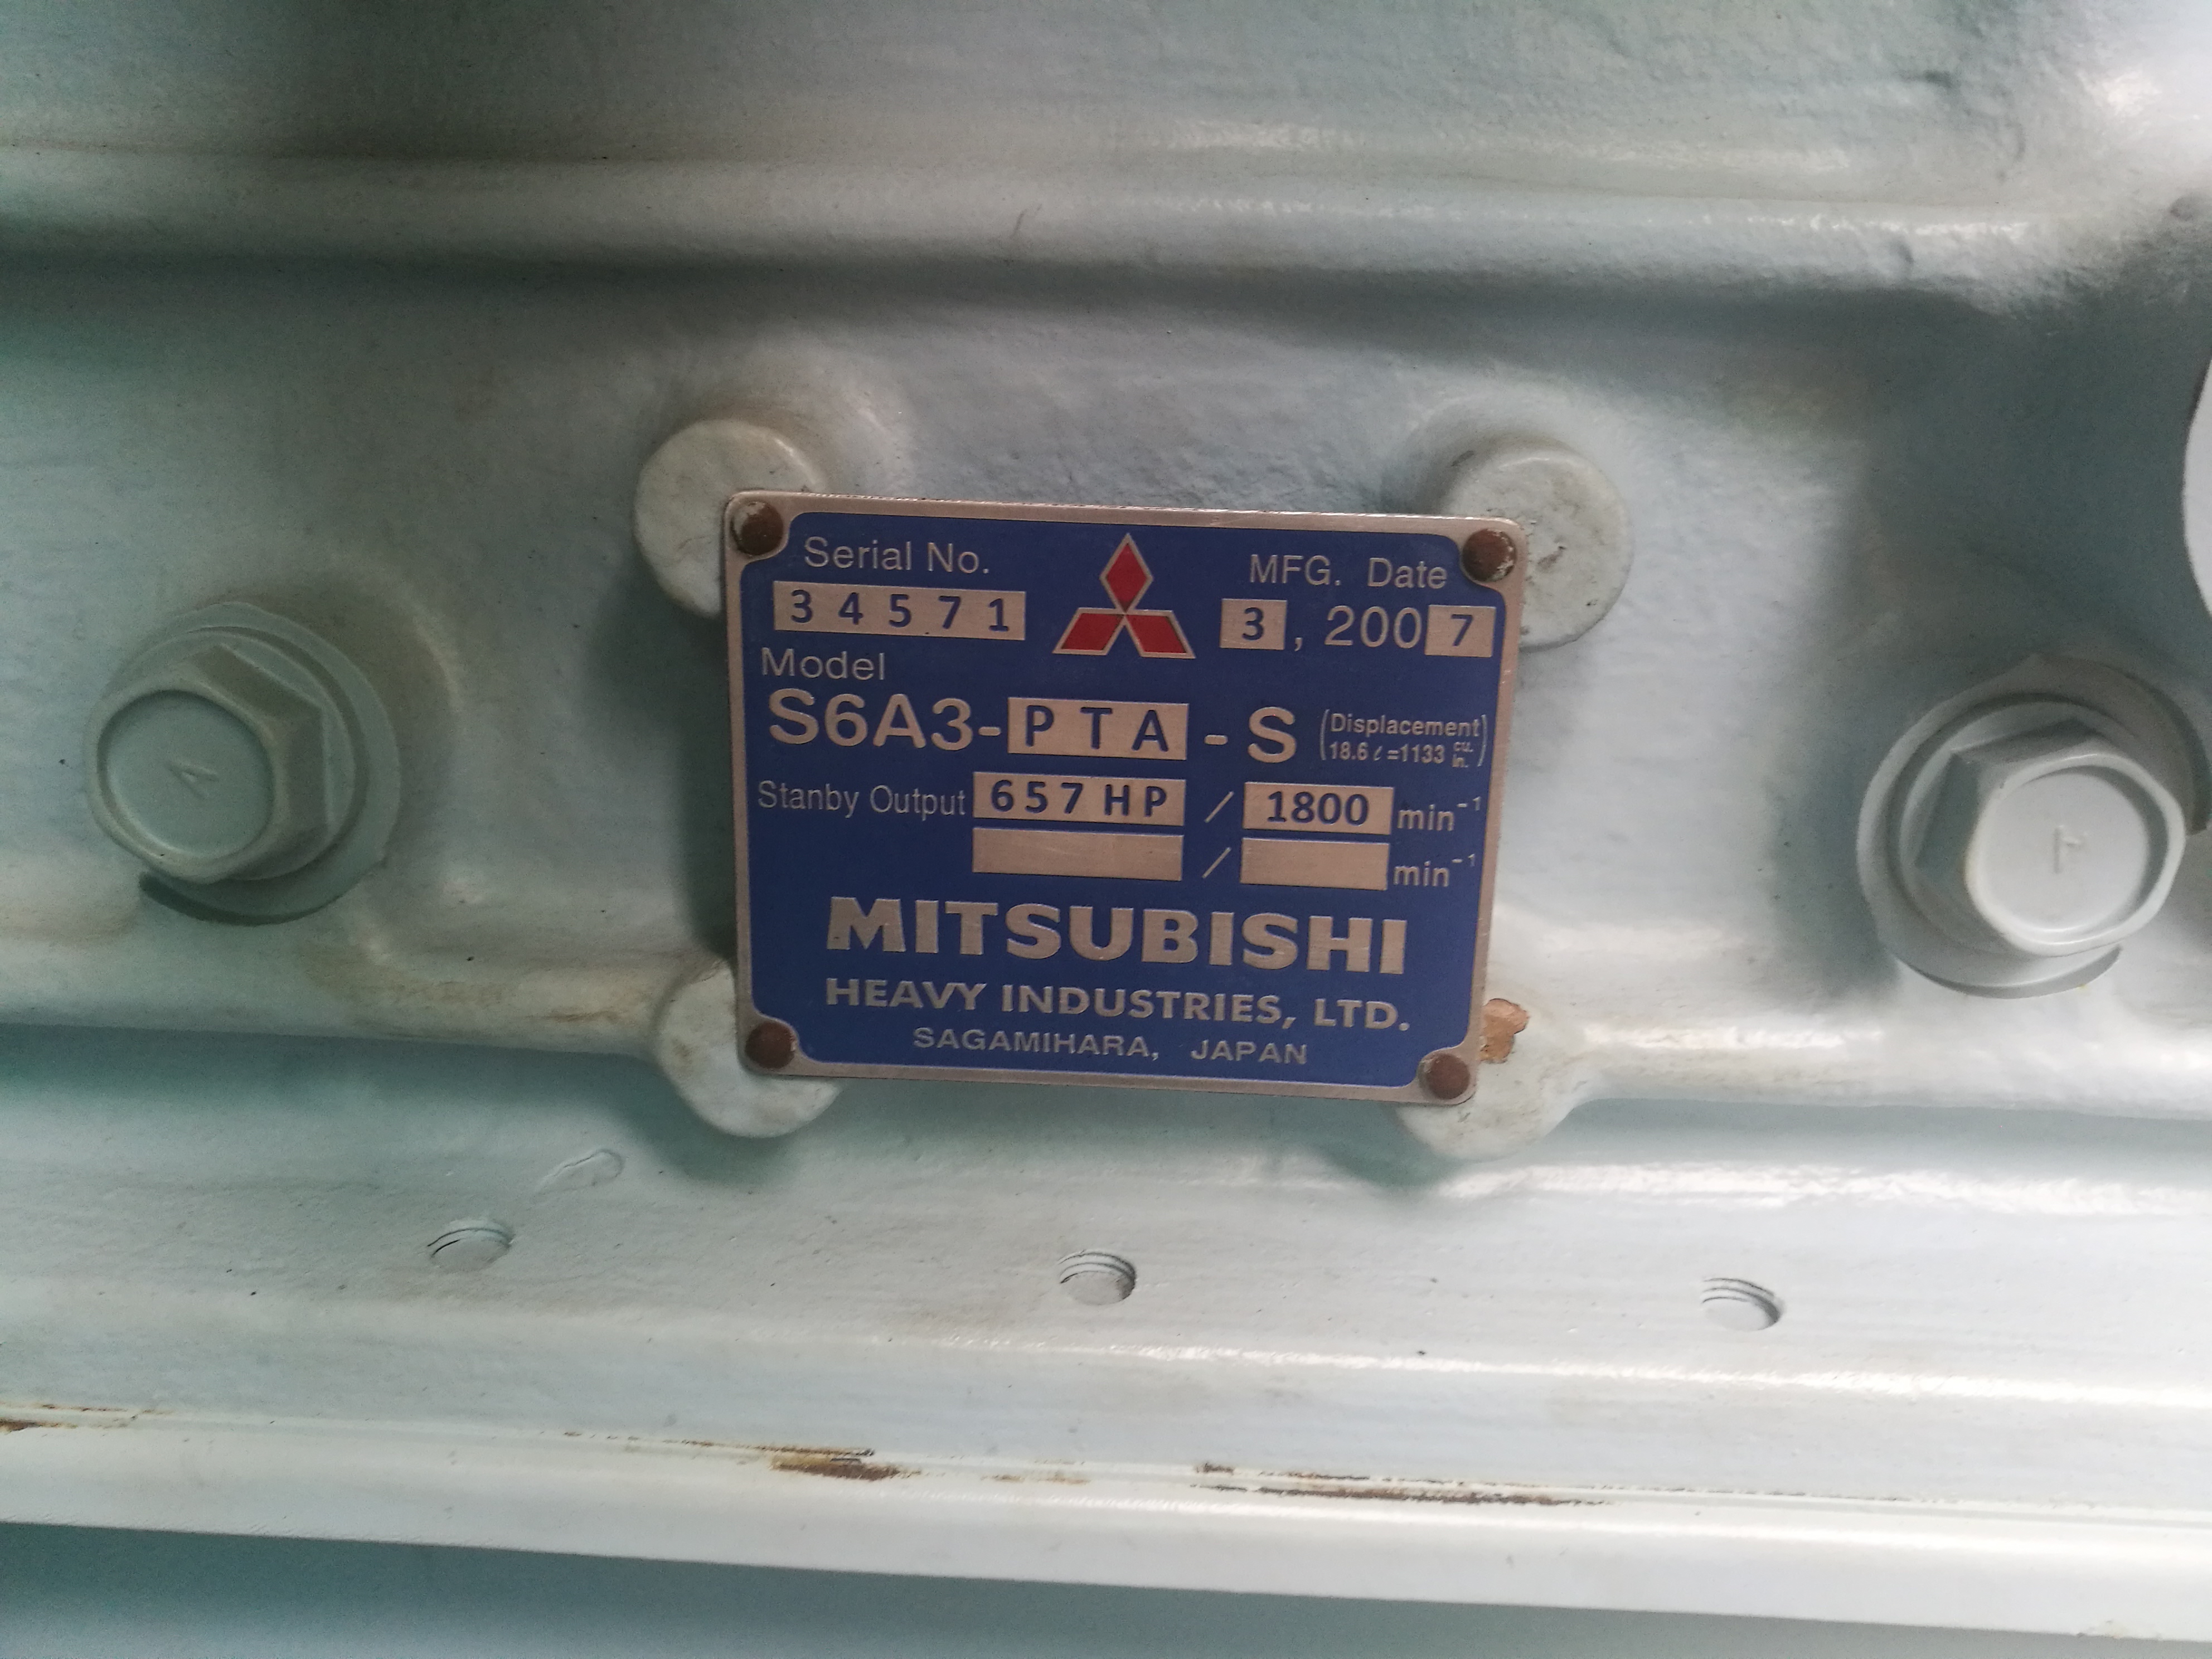 Serial No. MFG. Date
34571 3, 2007
Model
S6A3-PTA-S (Displacement 18.6 ℓ =1133 cu. in.)
Stanby Output 657 HP / 1800 min⁻¹
/ min⁻¹
MITSUBISHI
HEAVY INDUSTRIES, LTD.
SAGAMIHARA, JAPAN